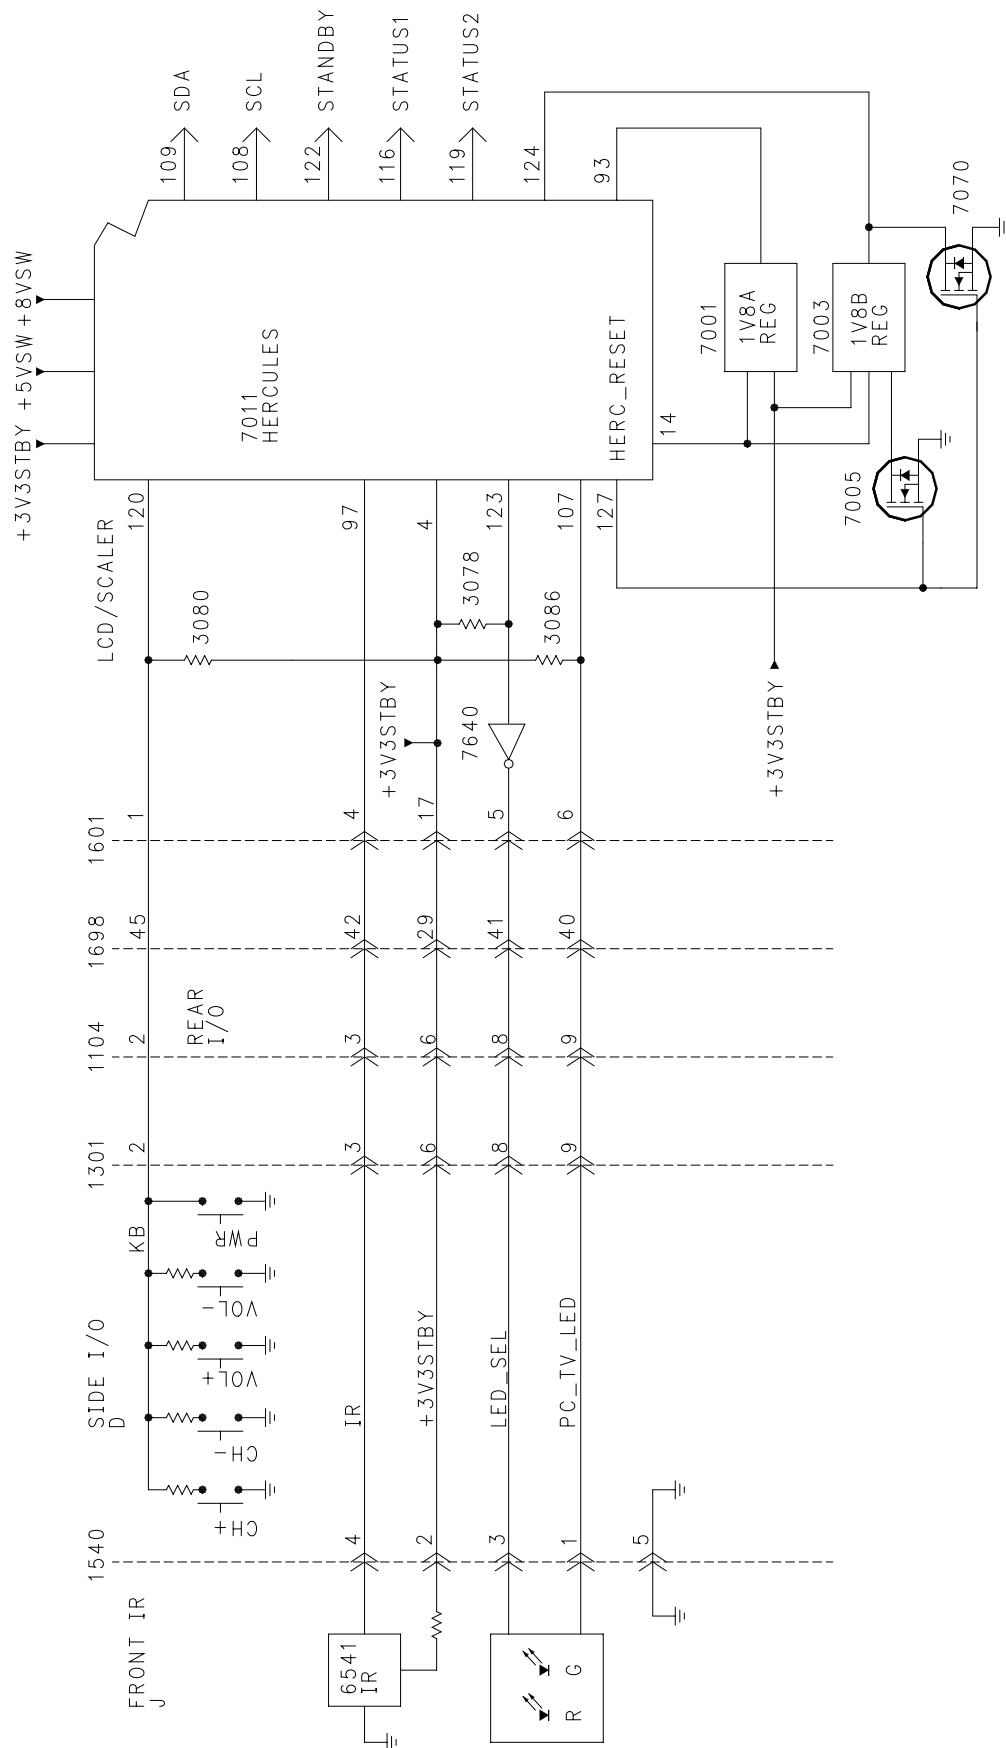 FRONT IR
J
1540
SIDE I/O
D
1301
1104
REAR
I/O
1698
1601
LCD/SCALER
+3V3STBY
+5VSW
+8VSW
CH+
CH-
VOL+
VOL-
PWR
KB
2
2
45
1
3080
120
7011
HERCULES
109
SDA
108
SCL
122
STANDBY
116
STATUS1
119
STATUS2
124
93
6541
IR
4
IR
3
3
42
4
97
2
+3V3STBY
6
6
29
17
+3V3STBY
4
3078
3
LED_SEL
8
8
41
5
7640
123
R
G
1
PC_TV_LED
9
9
40
6
3086
107
127
HERC_RESET
14
5
+3V3STBY
7001
1V8A
REG
7003
1V8B
REG
7005
7070